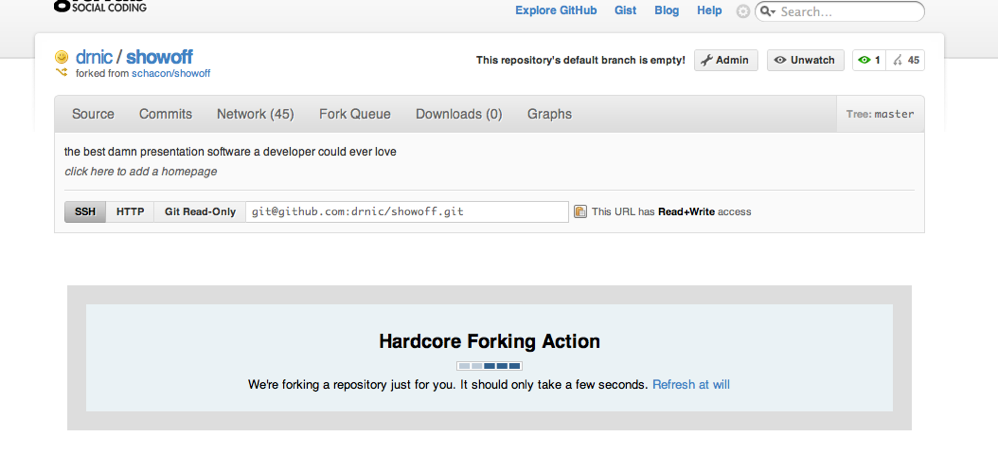 SOCIAL CODING
Explore GitHub Gist Blog Help Search...
drnic / showoff
forked from schacon/showoff
This repository's default branch is empty! Admin Unwatch 1 45
Source Commits Network (45) Fork Queue Downloads (0) Graphs Tree: master
the best damn presentation software a developer could ever love
click here to add a homepage
SSH HTTP Git Read-Only git@github.com:drnic/showoff.git This URL has Read+Write access
Hardcore Forking Action
We're forking a repository just for you. It should only take a few seconds. Refresh at will